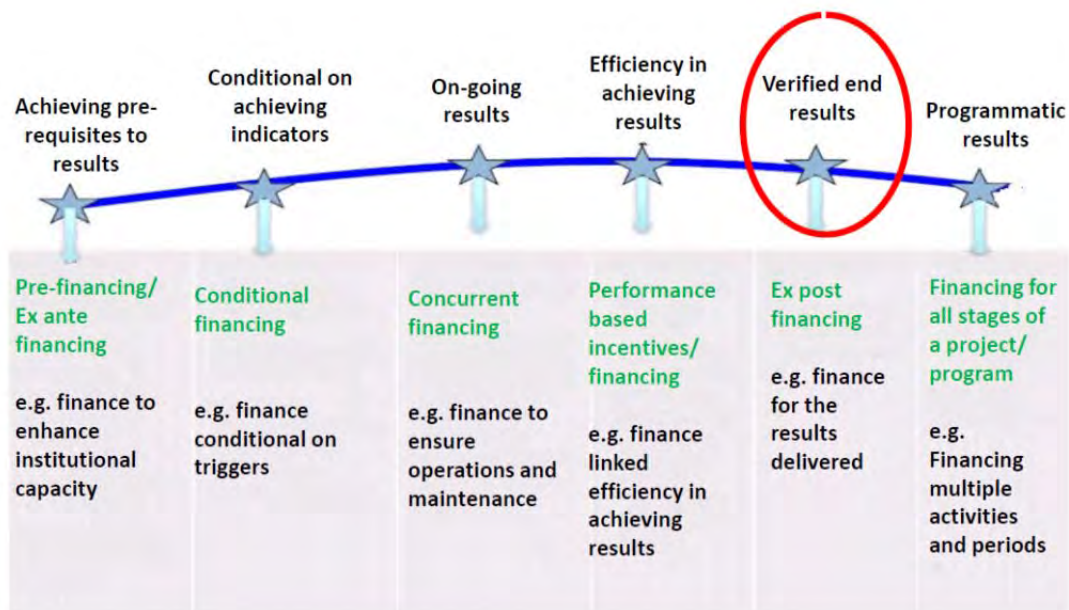 Achieving pre-
requisites to
results
Conditional on
achieving
indicators
On-going
results
Efficiency in
achieving
results
Verified end
results
Programmatic
results
Pre-financing/
Ex ante
financing
e.g. finance to
enhance
institutional
capacity
Conditional
financing
e.g. finance
conditional on
triggers
Concurrent
financing
e.g. finance to
ensure
operations and
maintenance
Performance
based
incentives/
financing
e.g. finance
linked
efficiency in
achieving
results
Ex post
financing
e.g. finance
for the
results
delivered
Financing for
all stages of
a project/
program
e.g.
Financing
multiple
activities
and periods